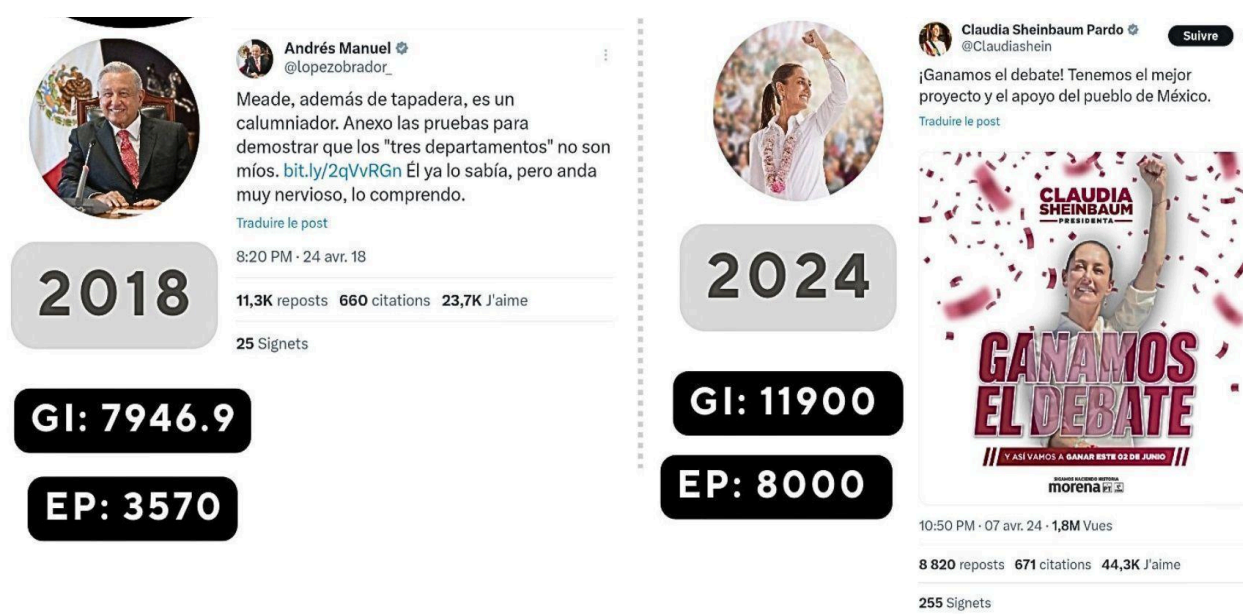 Andrés Manuel
@lopezobrador_
Meade, además de tapadera, es un
calumniador. Anexo las pruebas para
demostrar que los "tres departamentos" no son
míos. bit.ly/2qVvRGn Él ya lo sabía, pero anda
muy nervioso, lo comprendo.
Traduire le post
8:20 PM · 24 avr. 18
11,3K reposts 660 citations 23,7K J'aime
25 Signets
2018
GI: 7946.9
EP: 3570
2024
GI: 11900
EP: 8000
Claudia Sheinbaum Pardo
@Claudiashein
Suivre
¡Ganamos el debate! Tenemos el mejor
proyecto y el apoyo del pueblo de México.
Traduire le post
CLAUDIA
SHEINBAUM
PRESIDENTA
GANAMOS
EL DEBATE
Y ASÍ VAMOS A GANAR ESTE 02 DE JUNIO
SIGAMOS HACIENDO HISTORIA
morena PT
10:50 PM · 07 avr. 24 · 1,8M Vues
8 820 reposts 671 citations 44,3K J'aime
255 Signets